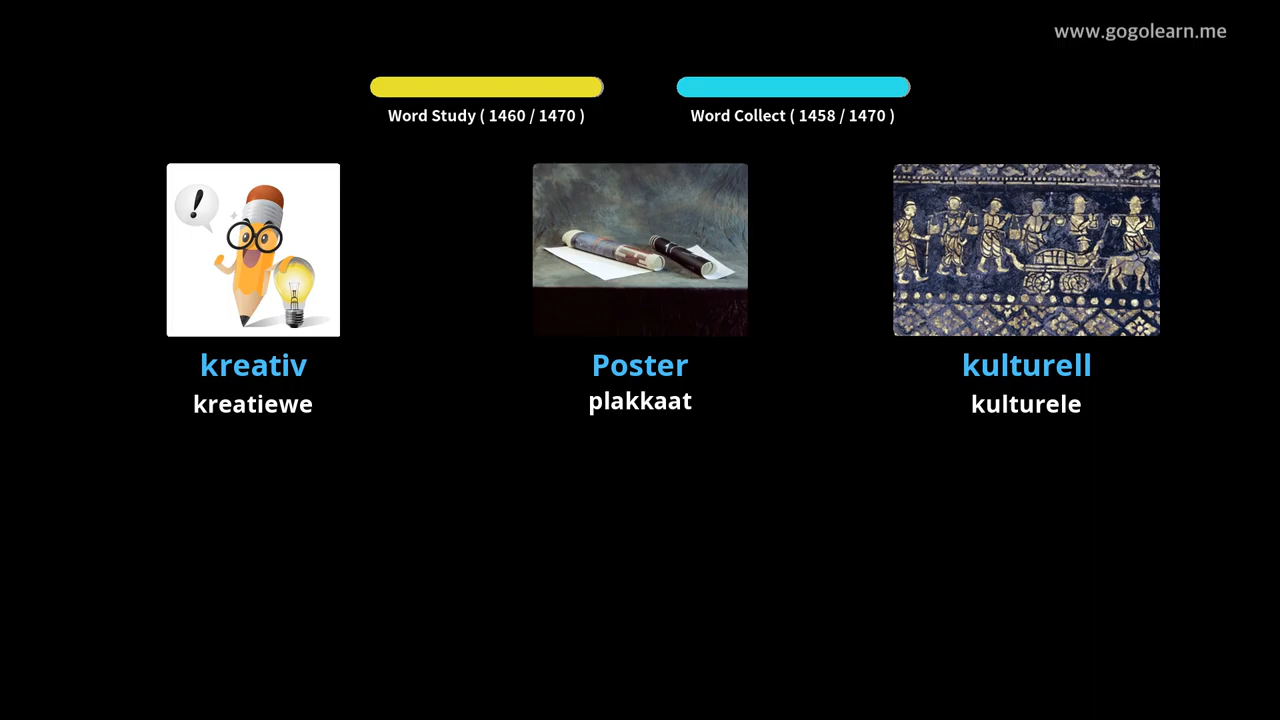 www.gogolearn.me
Word Study ( 1460 / 1470 )
Word Collect ( 1458 / 1470 )
kreativ
Poster
kulturell
kreatiewe
plakkaat
kulturele